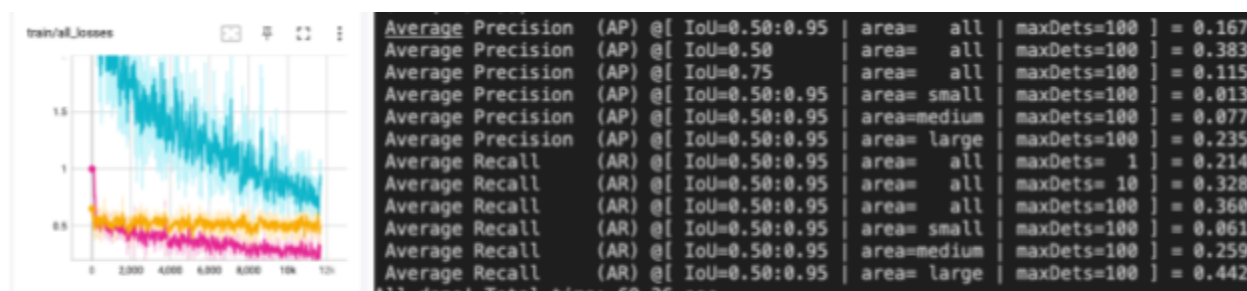 train/all_losses
1.5
1
0.5
0 2,000 4,000 6,000 8,000 10k 12k
Average Precision (AP) @[ IoU=0.50:0.95 | area= all | maxDets=100 ] = 0.167
Average Precision (AP) @[ IoU=0.50 | area= all | maxDets=100 ] = 0.383
Average Precision (AP) @[ IoU=0.75 | area= all | maxDets=100 ] = 0.115
Average Precision (AP) @[ IoU=0.50:0.95 | area= small | maxDets=100 ] = 0.013
Average Precision (AP) @[ IoU=0.50:0.95 | area=medium | maxDets=100 ] = 0.077
Average Precision (AP) @[ IoU=0.50:0.95 | area= large | maxDets=100 ] = 0.235
Average Recall (AR) @[ IoU=0.50:0.95 | area= all | maxDets= 1 ] = 0.214
Average Recall (AR) @[ IoU=0.50:0.95 | area= all | maxDets= 10 ] = 0.328
Average Recall (AR) @[ IoU=0.50:0.95 | area= all | maxDets=100 ] = 0.360
Average Recall (AR) @[ IoU=0.50:0.95 | area= small | maxDets=100 ] = 0.061
Average Recall (AR) @[ IoU=0.50:0.95 | area=medium | maxDets=100 ] = 0.259
Average Recall (AR) @[ IoU=0.50:0.95 | area= large | maxDets=100 ] = 0.442